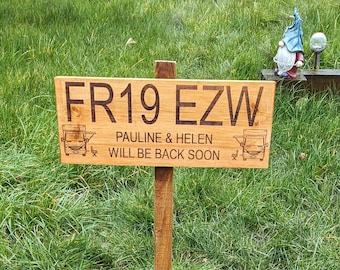 FR19 EZW
PAULINE & HELEN
WILL BE BACK SOON